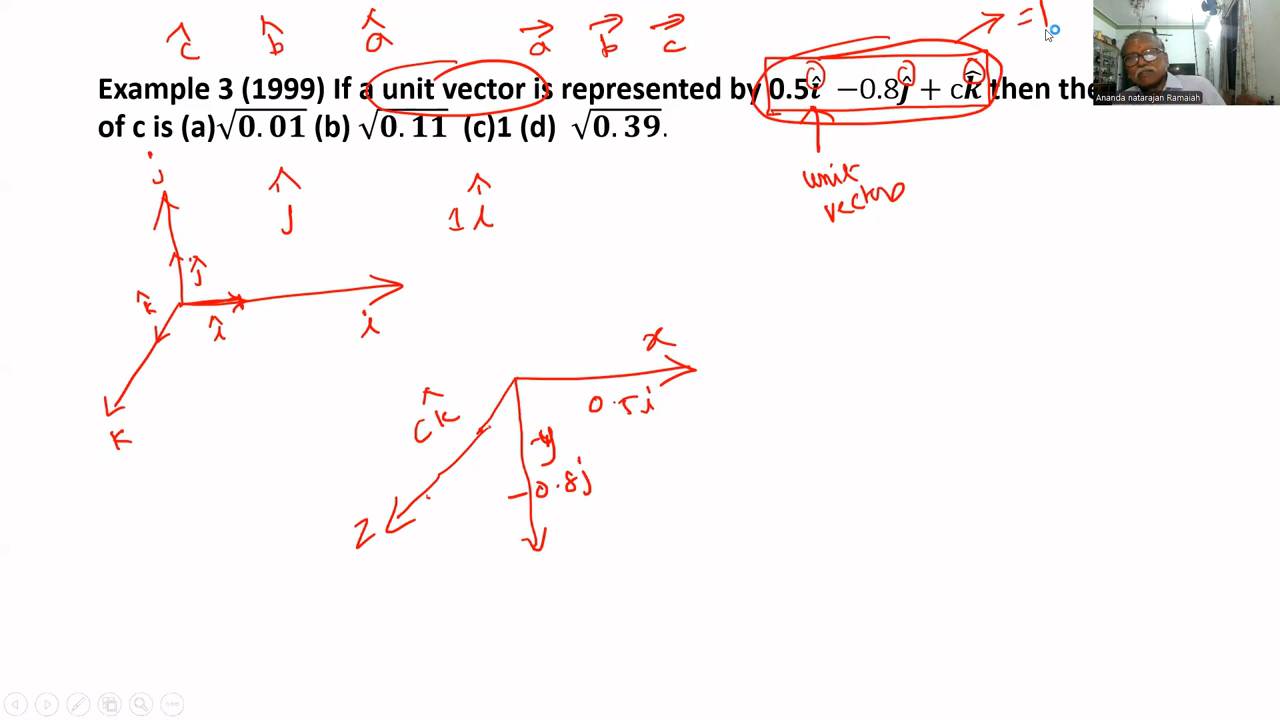 ĉ b̂ â a⃗ b⃗ c⃗ = 1
Example 3 (1999) If a unit vector is represented by 0.5î −0.8ĵ + ck̂ then the
of c is (a)√0.01 (b) √0.11 (c)1 (d) √0.39.
unit
vector
j ĵ 1î
ĵ
k̂
î
i
k
x
0.5i
ck̂
-y
-0.8j
Z
Ananda natarajan Ramaiah